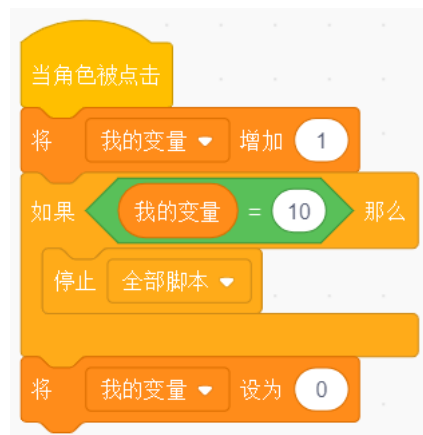 当角色被点击
将 我的变量 增加 1
如果 我的变量 = 10 那么
停止 全部脚本
将 我的变量 设为 0